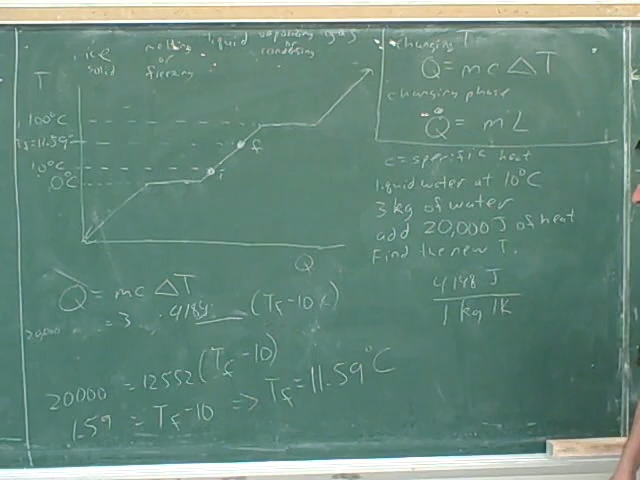 ice
solid
melting
or
freezing
liquid
vaporizing
or
condensing
gas
T
100°C
Tf=11.59
10°C
0°C
f
i
Q
changing T
Q = mc ΔT
changing phase
Q = mL
c = specific heat
liquid water at 10°C
3 kg of water
add 20,000 J of heat
Find the new T.
Q = mc ΔT
20,000 = 3 · 4184 (Tf - 10)
20000 = 12552 (Tf - 10)
1.59 = Tf - 10 => Tf = 11.59°C
J
1 kg 1K